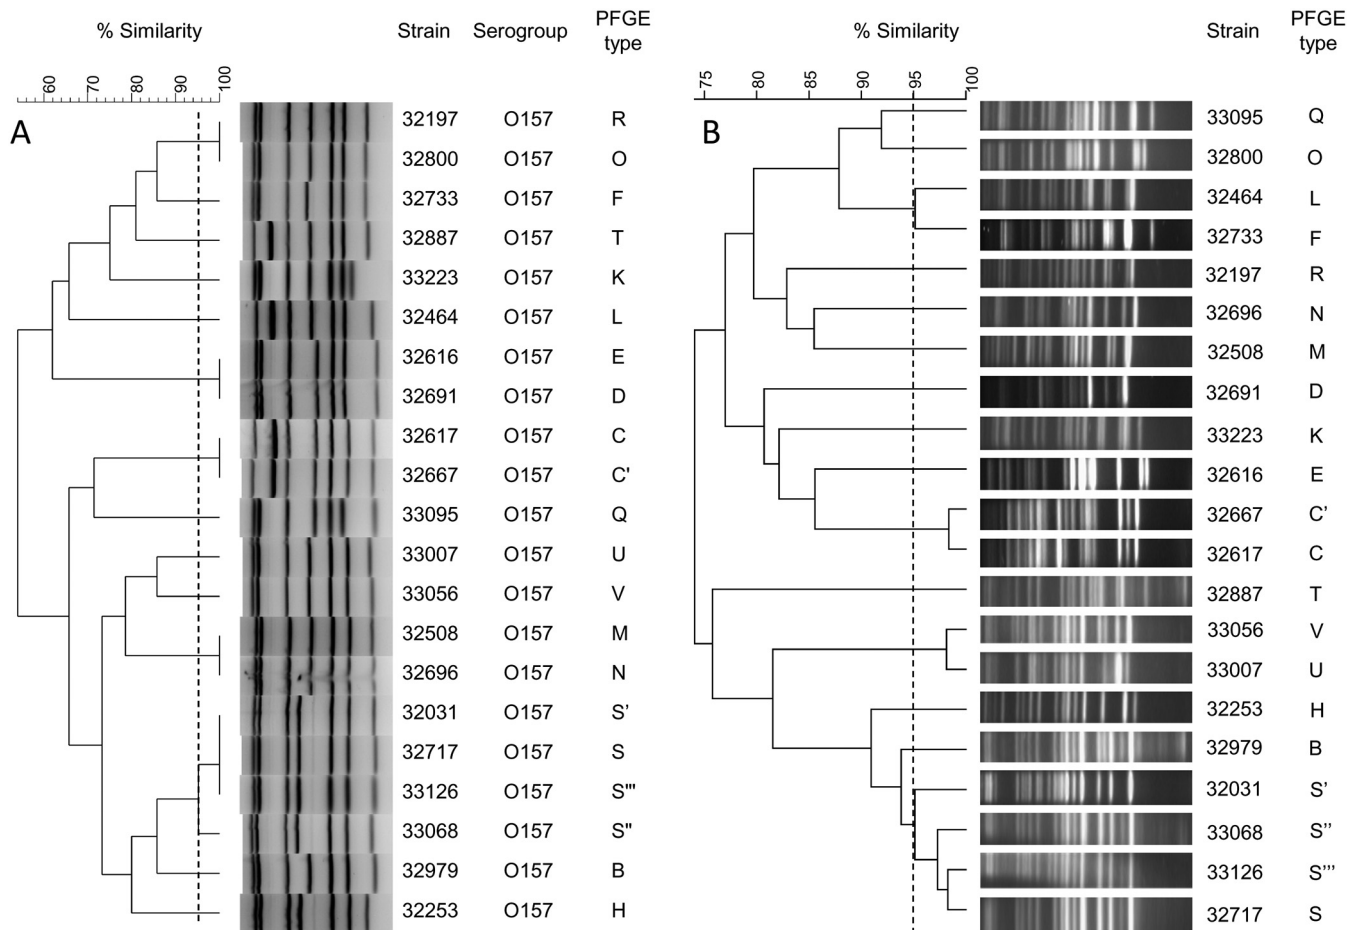 % Similarity Strain Serogroup PFGE type
60 70 80 90 100
A
32197 O157 R
32800 O157 O
32733 O157 F
32887 O157 T
33223 O157 K
32464 O157 L
32616 O157 E
32691 O157 D
32617 O157 C
32667 O157 C'
33095 O157 Q
33007 O157 U
33056 O157 V
32508 O157 M
32696 O157 N
32031 O157 S’
32717 O157 S
33126 O157 S'''
33068 O157 S"
32979 O157 B
32253 O157 H
% Similarity Strain PFGE type
75 80 85 90 95 100
B
33095 Q
32800 O
32464 L
32733 F
32197 R
32696 N
32508 M
32691 D
33223 K
32616 E
32667 C’
32617 C
32887 T
33056 V
33007 U
32253 H
32979 B
32031 S’
33068 S’’
33126 S’’’
32717 S